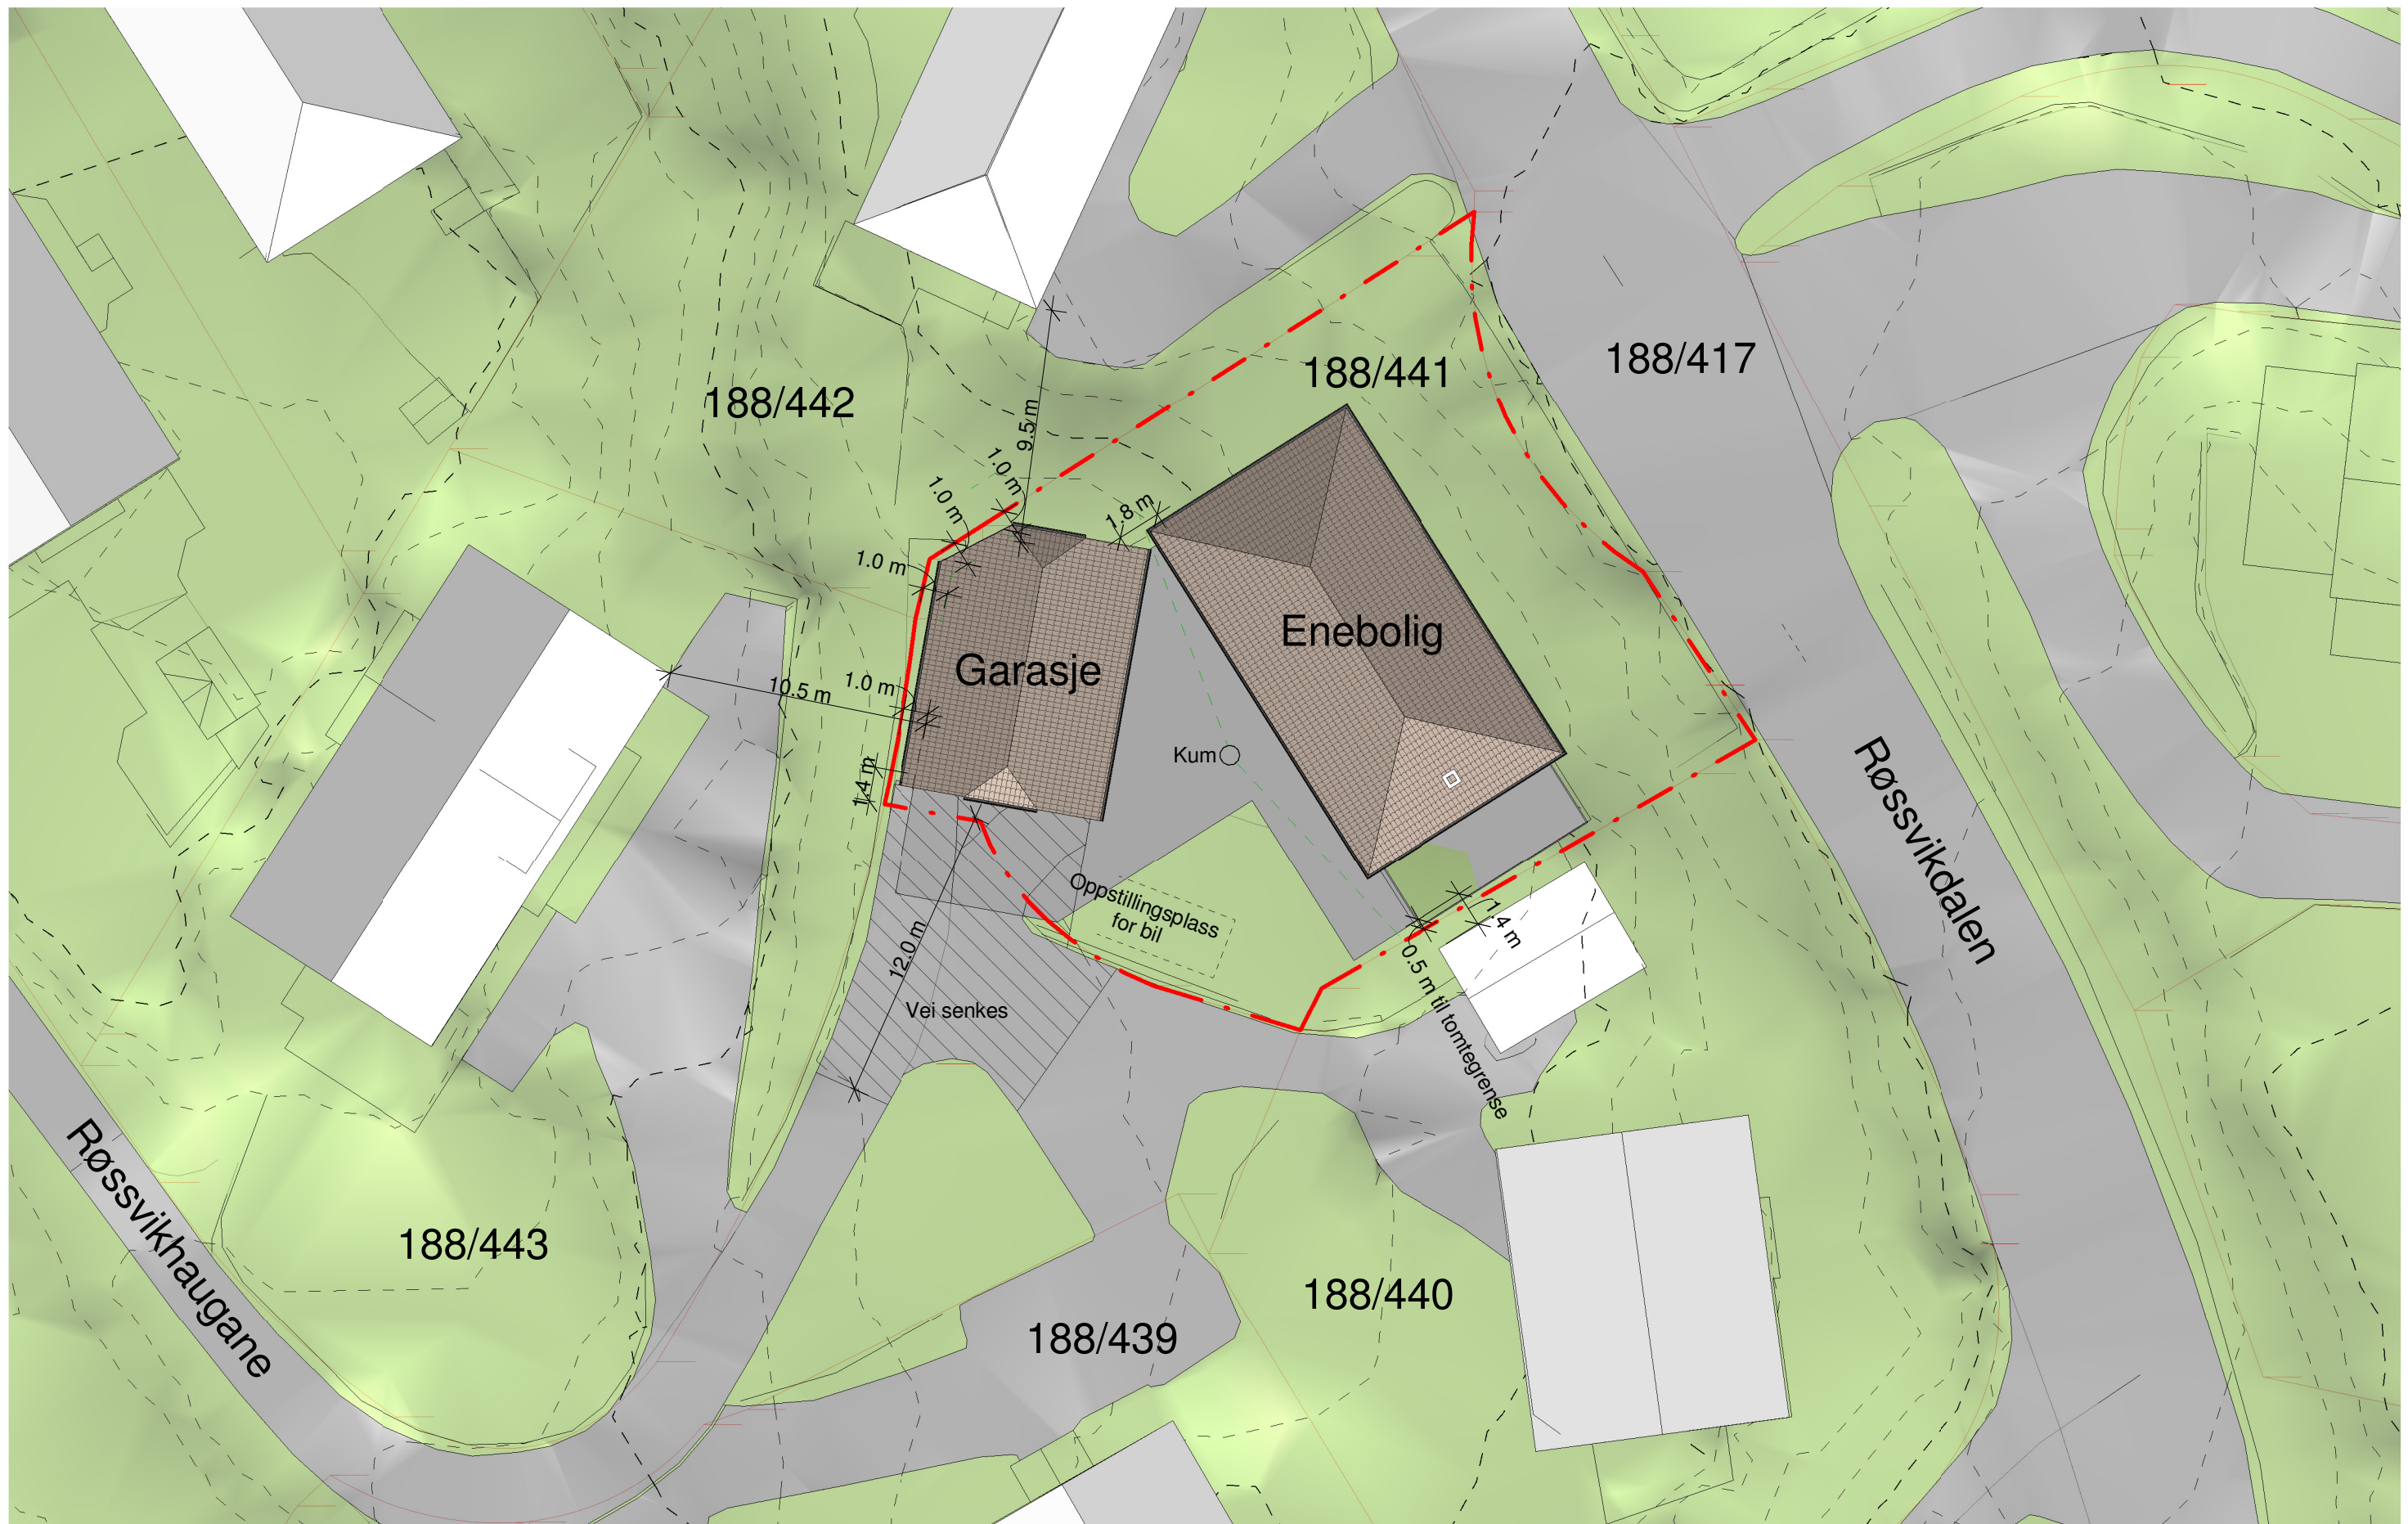 188/442
188/441
188/417
9.5 m
1.0 m
1.0 m
1.8 m
1.0 m
Enebolig
Garasje
10.5 m
1.0 m
1.4 m
Kum
Røssvikdalen
Oppstillingsplass
for bil
12.0 m
1.4 m
0.5 m til tomtegrense
Vei senkes
Røssvikhaugane
188/443
188/440
188/439